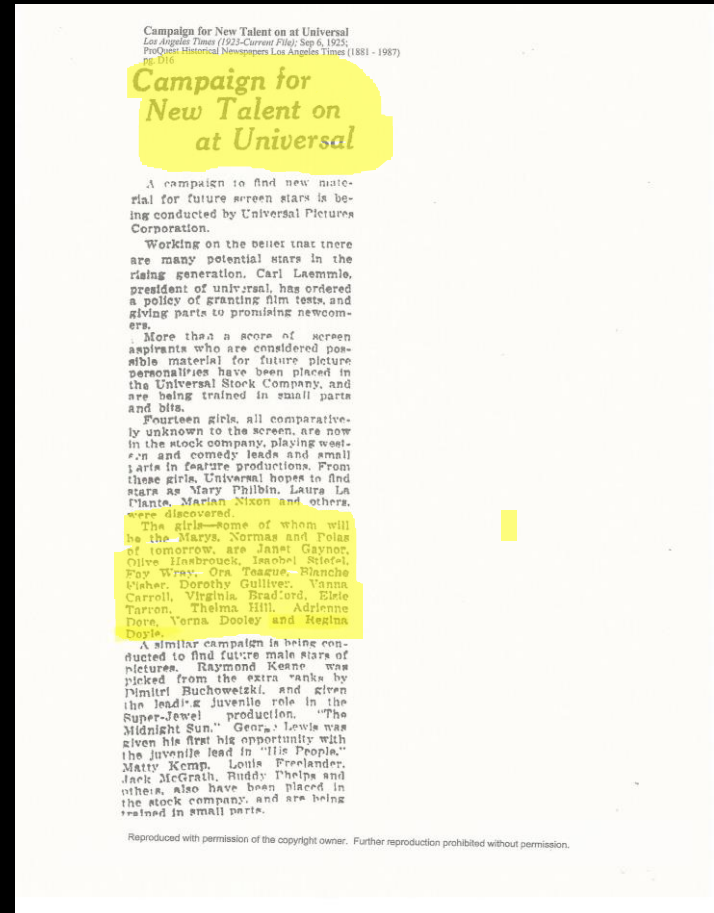 Campaign for New Talent on at Universal
Los Angeles Times (1923-Current File); Sep 6, 1925;
ProQuest Historical Newspapers Los Angeles Times (1881 - 1987)
pg. D16
Campaign for
New Talent on
at Universal
A campaign to find new mate-
rial for future screen stars is be-
ing conducted by Universal Pictures
Corporation.
Working on the belief that there
are many potential stars in the
rising generation, Carl Laemmle,
president of universal, has ordered
a policy of granting film tests, and
giving parts to promising newcom-
ers.
More than a score of screen
aspirants who are considered pos-
sible material for future picture
personalities have been placed in
the Universal Stock Company, and
are being trained in small parts
and bits.
Fourteen girls, all comparative-
ly unknown to the screen, are now
in the stock company, playing west-
ern and comedy leads and small
parts in feature productions. From
these girls, Universal hopes to find
stars as Mary Philbin, Laura La
Plante, Marian Nixon and others,
were discovered.
The girls—some of whom will
be the Marys, Normas and Polas
of tomorrow, are Janet Gaynor,
Olive Hasbrouck, Isaobel Stiefel,
Fay Wray, Ora Teague, Blanche
Fisher, Dorothy Gulliver, Vanna
Carroll, Virginia Bradford, Elsie
Tarron, Thelma Hill, Adrienne
Dore, Verna Dooley and Regina
Doyle.
A similar campaign is being con-
ducted to find future male stars of
pictures. Raymond Keane was
picked from the extra ranks by
Dimitri Buchowetzki, and given
the leading juvenile role in the
Super-Jewel production, "The
Midnight Sun." George Lewis was
given his first big opportunity with
the juvenile lead in "His People."
Matty Kemp, Louis Freelander,
Jack McGrath, Buddy Phelps and
others, also have been placed in
the stock company, and are being
trained in small parts.
Reproduced with permission of the copyright owner. Further reproduction prohibited without permission.